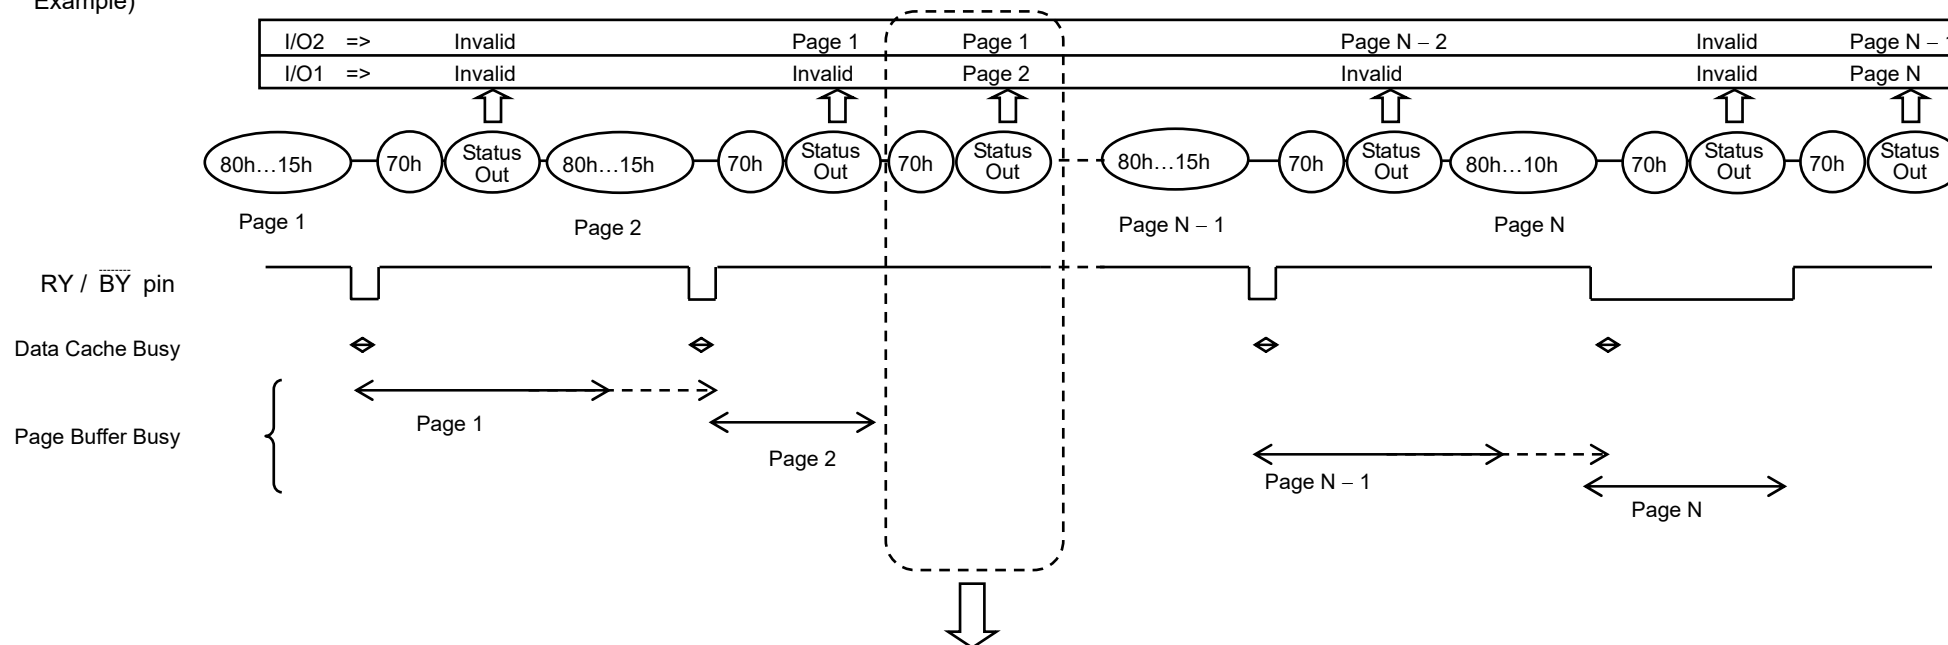 Example)
I/O2 => Invalid Page 1 Page 1 Page N – 2 Invalid Page N – 1
I/O1 => Invalid Invalid Page 2 Invalid Invalid Page N
80h…15h 70h Status Out 80h…15h 70h Status Out 70h Status Out 80h…15h 70h Status Out 80h…10h 70h Status Out 70h Status Out
Page 1 Page 2 Page N – 1 Page N
RY / BY pin
Data Cache Busy
Page 1
Page Buffer Busy
Page 2
Page N – 1
Page N